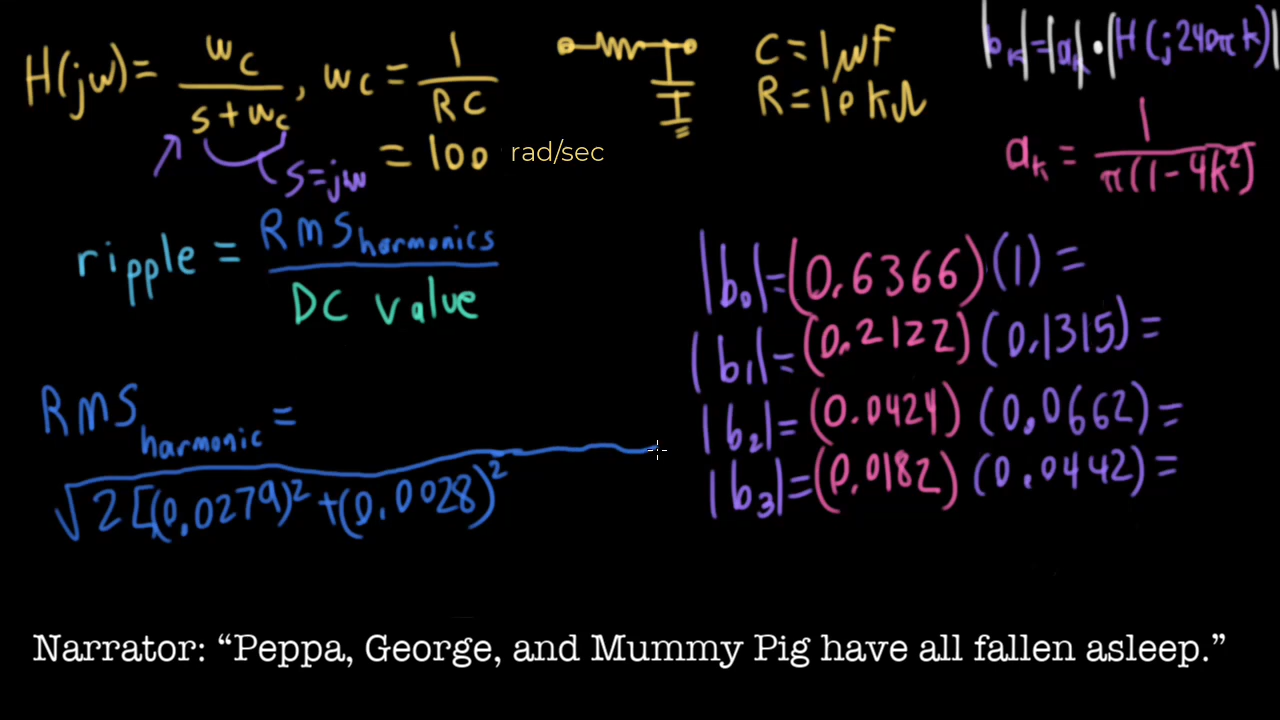 H(jω) = ωc / (s + ωc), ωc = 1 / RC
= 100 rad/sec
s=jω
C = 1μF
R = 10 kΩ
|bk| = |ak| · |H(j240πk)|
ak = 1 / π(1 - 4k²)
ripple = Rms harmonics / DC value
|b0| = (0.6366)(1) =
|b1| = (0.2122)(0.1315) =
|b2| = (0.0424)(0.0662) =
|b3| = (0.0182)(0.0442) =
Rms harmonic =
√2[(0.0279)² + (0.0028)²
Narrator: “Peppa, George, and Mummy Pig have all fallen asleep.”